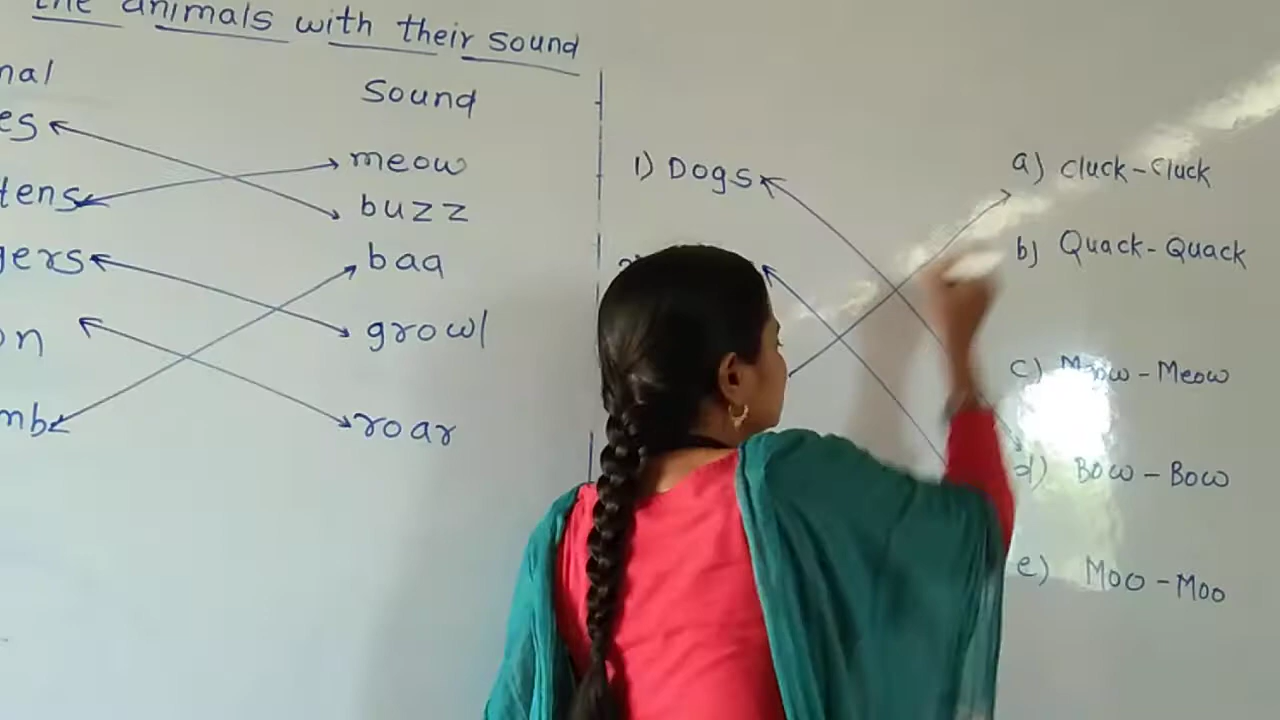 the animals with their sound
nal
Sound
es
meow
tens
buzz
gers
baa
on
growl
mb
roar
1) Dogs
a) Cluck-Cluck
b) Quack-Quack
c) Meow - Meow
d) Bow - Bow
e) Moo - Moo